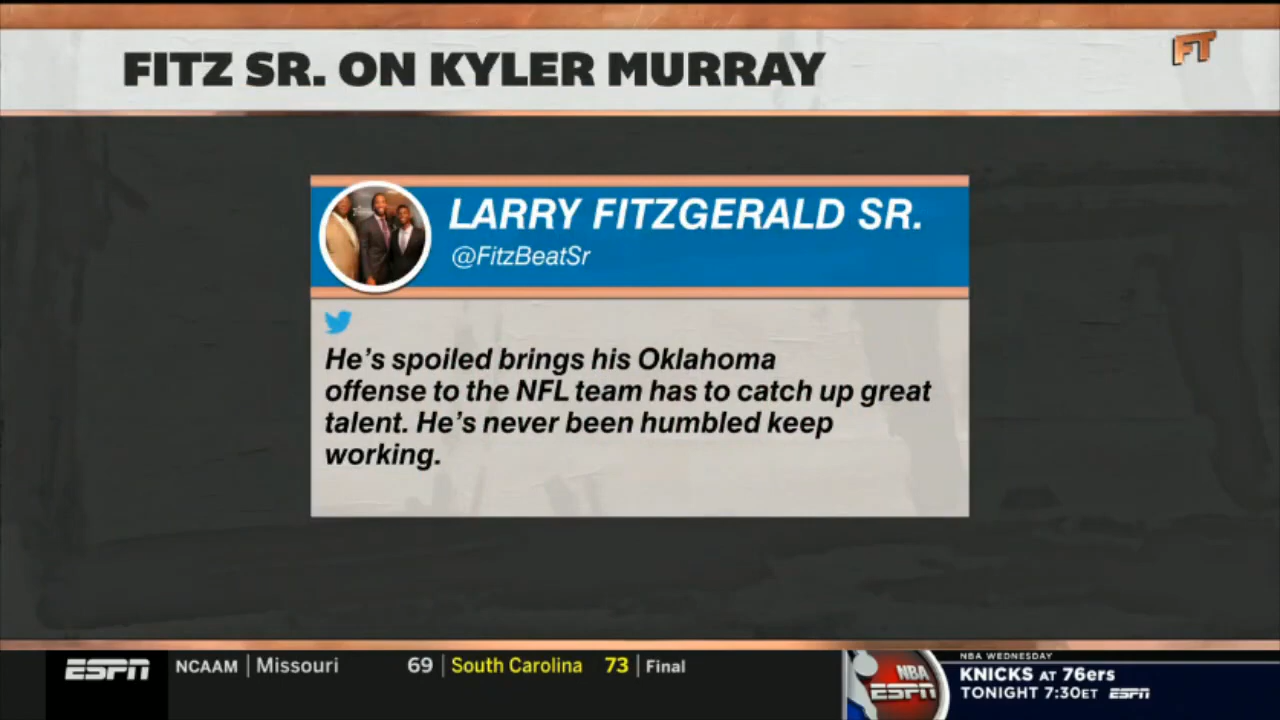 FITZ SR. ON KYLER MURRAY
FT
LARRY FITZGERALD SR.
@FitzBeatSr
He's spoiled brings his Oklahoma
offense to the NFL team has to catch up great
talent. He's never been humbled keep
working.
ESPN NCAAM Missouri 69 South Carolina 73 Final
NBA
ESPN
NBA WEDNESDAY
KNICKS AT 76ers
TONIGHT 7:30ET ESPN